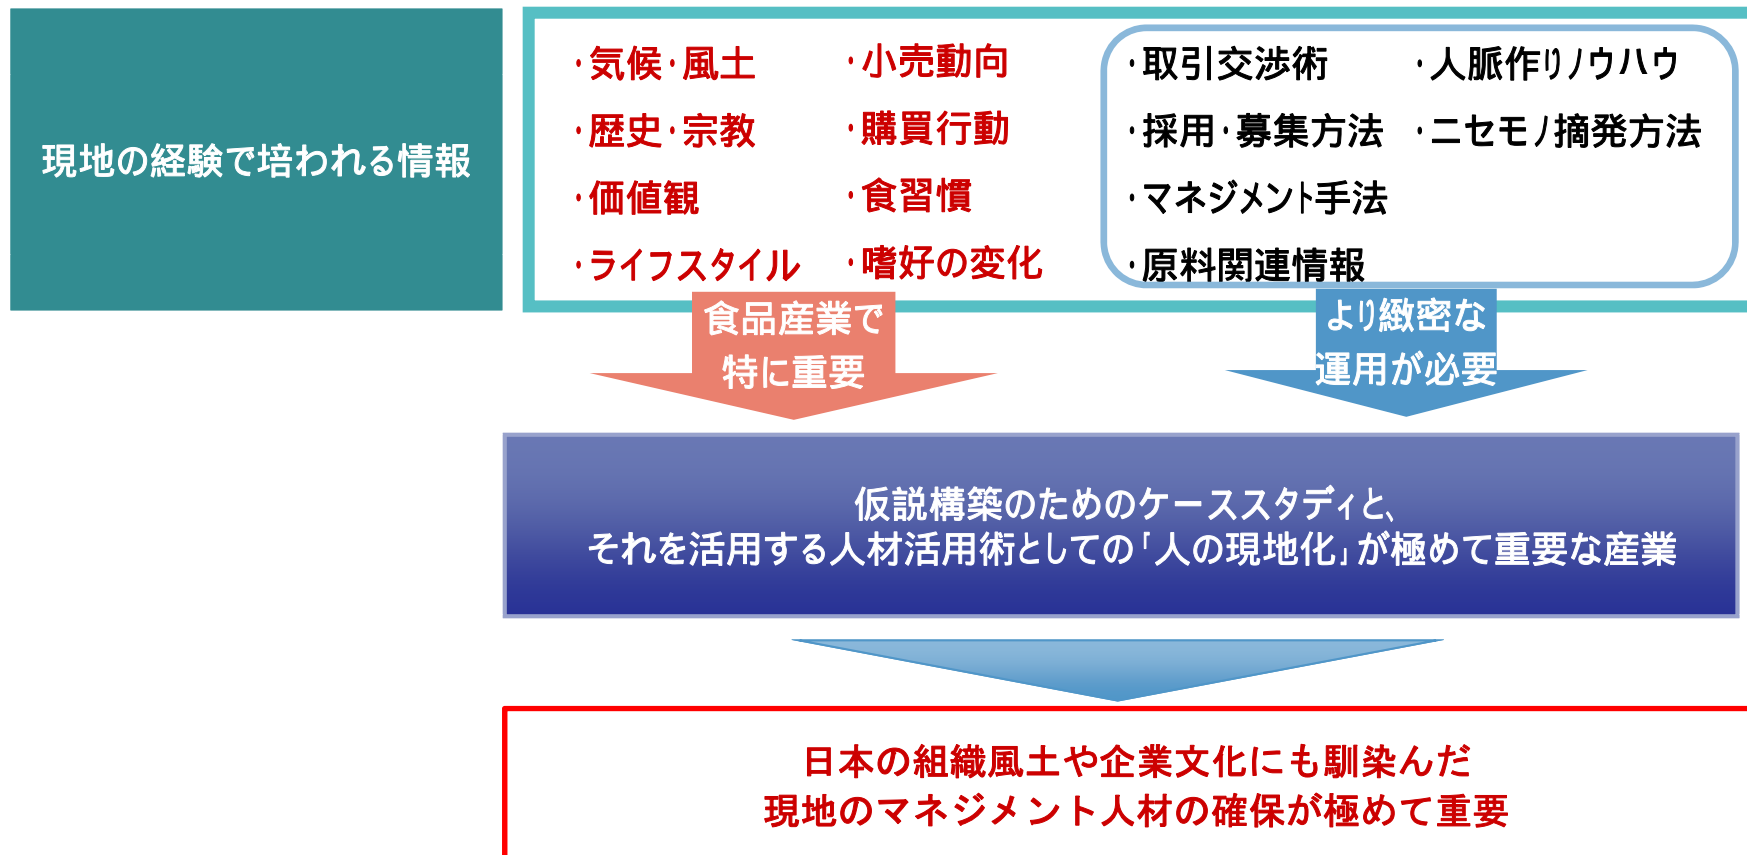 現地の経験で培われる情報
・気候・風土
・歴史・宗教
・価値観
・ライフスタイル
・小売動向
・購買行動
・食習慣
・嗜好の変化
・取引交渉術
・採用・募集方法
・マネジメント手法
・原料関連情報
・人脈作りノウハウ
・ニセモノ摘発方法
食品産業で
特に重要
より緻密な
運用が必要
仮説構築のためのケーススタディと、
それを活用する人材活用術としての「人の現地化」が極めて重要な産業
日本の組織風土や企業文化にも馴染んだ
現地のマネジメント人材の確保が極めて重要